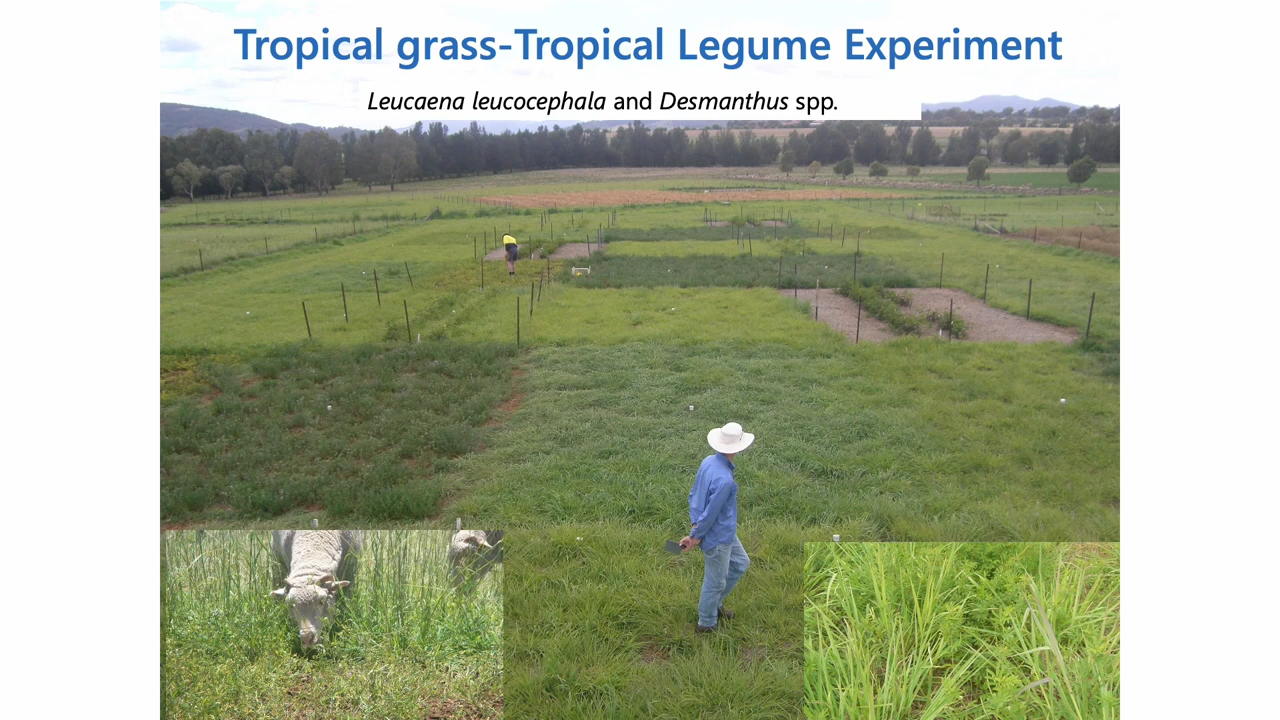 Tropical grass-Tropical Legume Experiment
Leucaena leucocephala and Desmanthus spp.